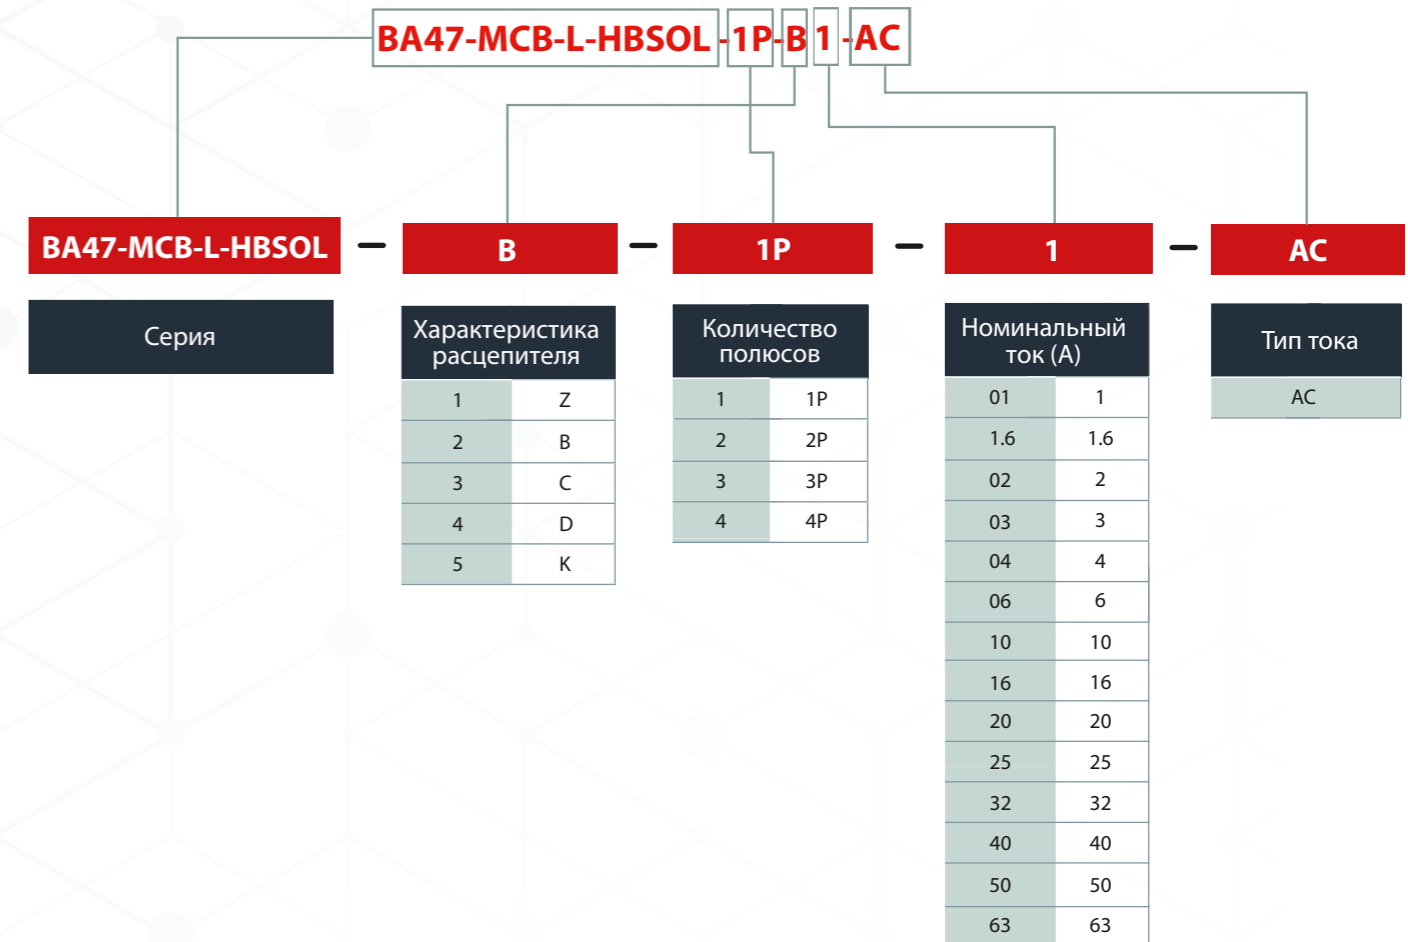 BA47-MCB-L-HBSOL -1P-B 1 -AC
BA47-MCB-L-HBSOL – B – 1P – 1 – AC
Серия
Характеристика
расцепителя
1 Z
2 B
3 C
4 D
5 K
Количество
полюсов
1 1P
2 2P
3 3P
4 4P
Номинальный
ток (А)
01 1
1.6 1.6
02 2
03 3
04 4
06 6
10 10
16 16
20 20
25 25
32 32
40 40
50 50
63 63
Тип тока
AC